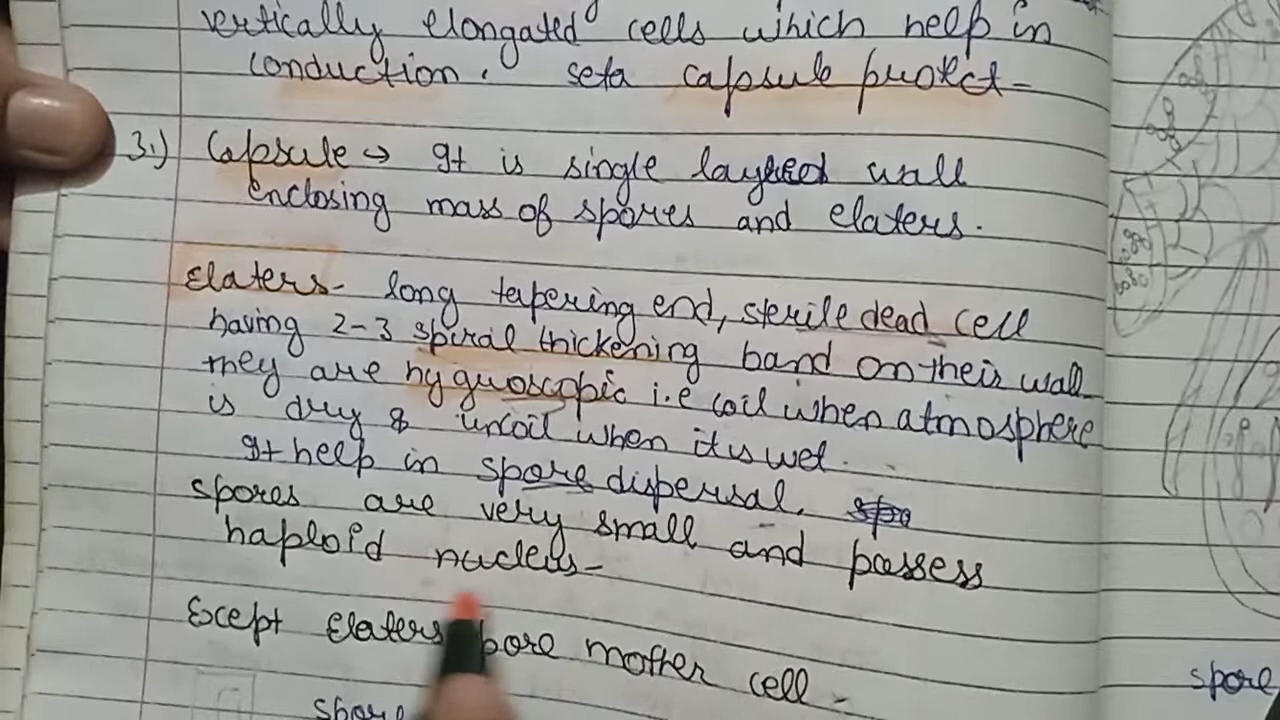 vertically elongated cells which help in
conduction. seta capsule protect-
3.) Capsule → It is single layered wall
Enclosing mass of spores and elaters.
Elaters- long tapering end, sterile dead cell
having 2-3 spiral thickening band on their wall
they are hygroscopic i.e coil when atmosphere
is dry & uncoil when it is wet.
It help in spore dispersal. spo
spores are very small and possess
haploid nucleus-
Except Elaters pore mother cell-
spore
spore